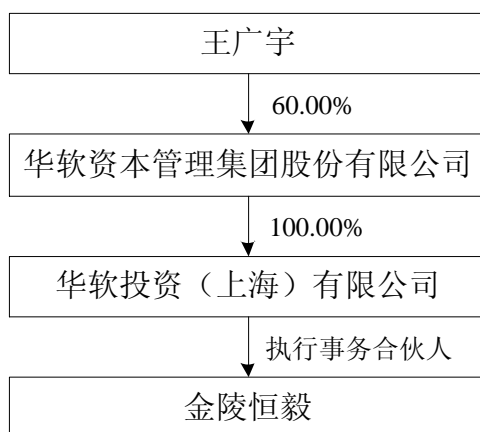 王广宇
60.00%
华软资本管理集团股份有限公司
100.00%
华软投资（上海）有限公司
执行事务合伙人
金陵恒毅